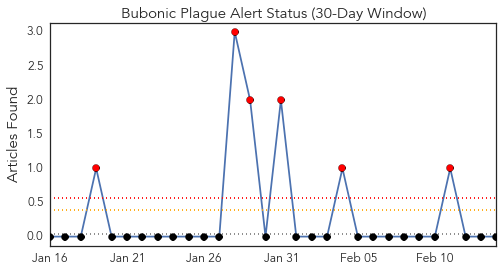 Bubonic Plague Alert Status (30-Day Window)
Articles Found
3.0
2.5
2.0
1.5
1.0
0.5
0.0
Jan 16
Jan 21
Jan 26
Jan 31
Feb 05
Feb 10